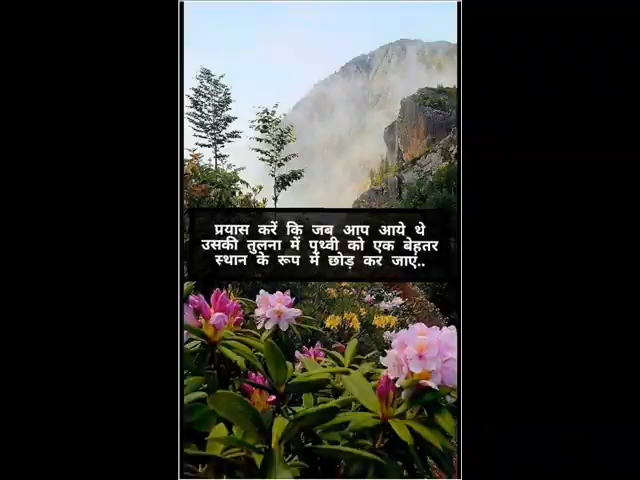 प्रयास करें कि जब आप आये थे
उसकी तुलना में पृथ्वी को एक बेहतर
स्थान के रूप में छोड़ कर जाएं..